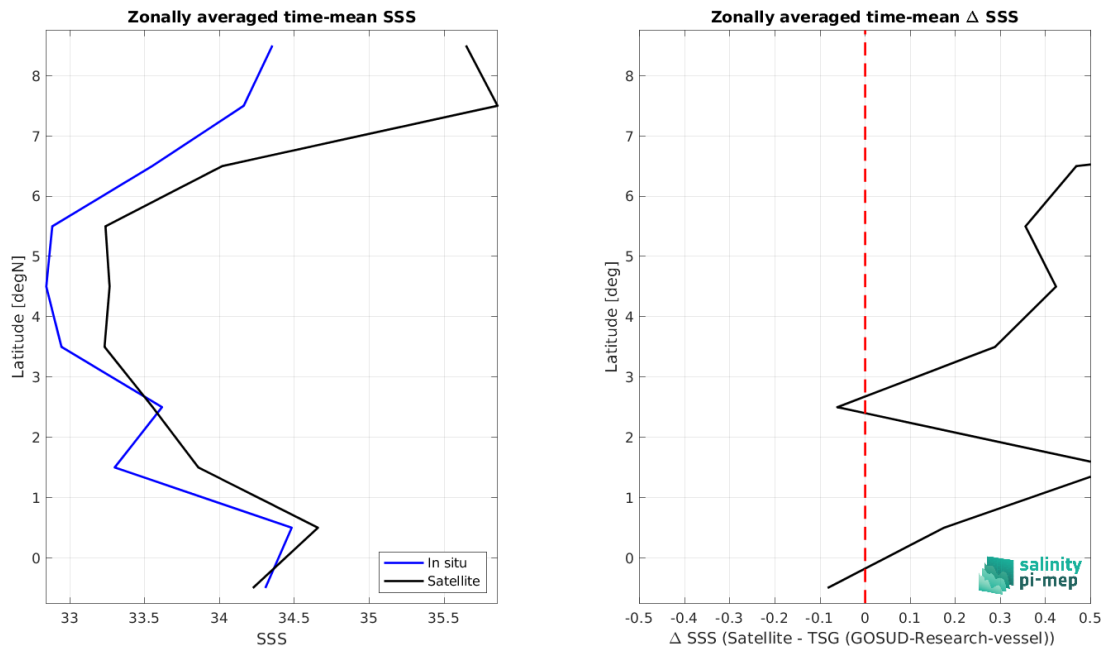 Zonally averaged time-mean SSS
8
7
6
5
4
3
2
1
0
Latitude [degN]
In situ
Satellite
33 33.5 34 34.5 35 35.5
SSS
Zonally averaged time-mean Δ SSS
8
7
6
5
4
3
2
1
0
Latitude [deg]
salinity
pi-mep
-0.5 -0.4 -0.3 -0.2 -0.1 0 0.1 0.2 0.3 0.4 0.5
Δ SSS (Satellite - TSG (GOSUD-Research-vessel))